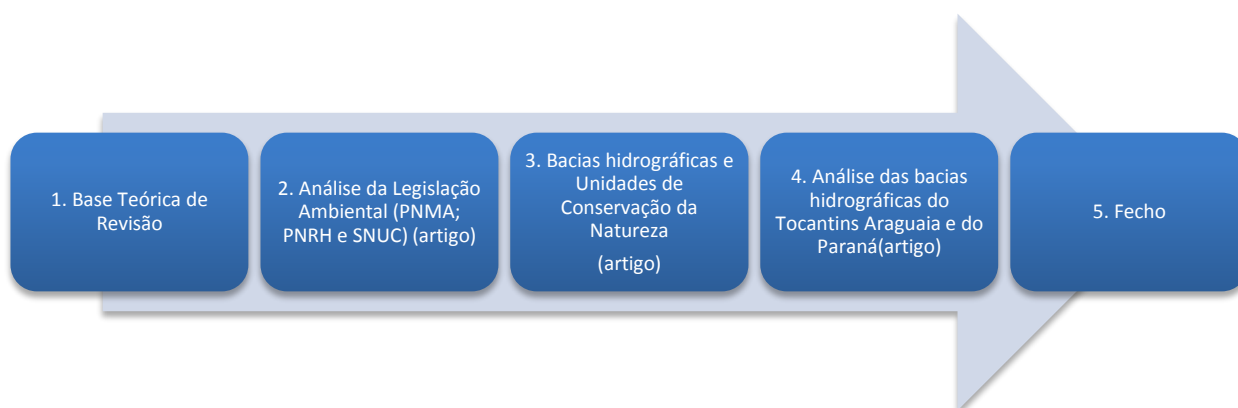 1. Base Teórica de
Revisão
2. Análise da Legislação
Ambiental (PNMA;
PNRH e SNUC) (artigo)
3. Bacias hidrográficas e
Unidades de
Conservação da
Natureza
(artigo)
4. Análise das bacias
hidrográficas do
Tocantins Araguaia e do
Paraná(artigo)
5. Fecho